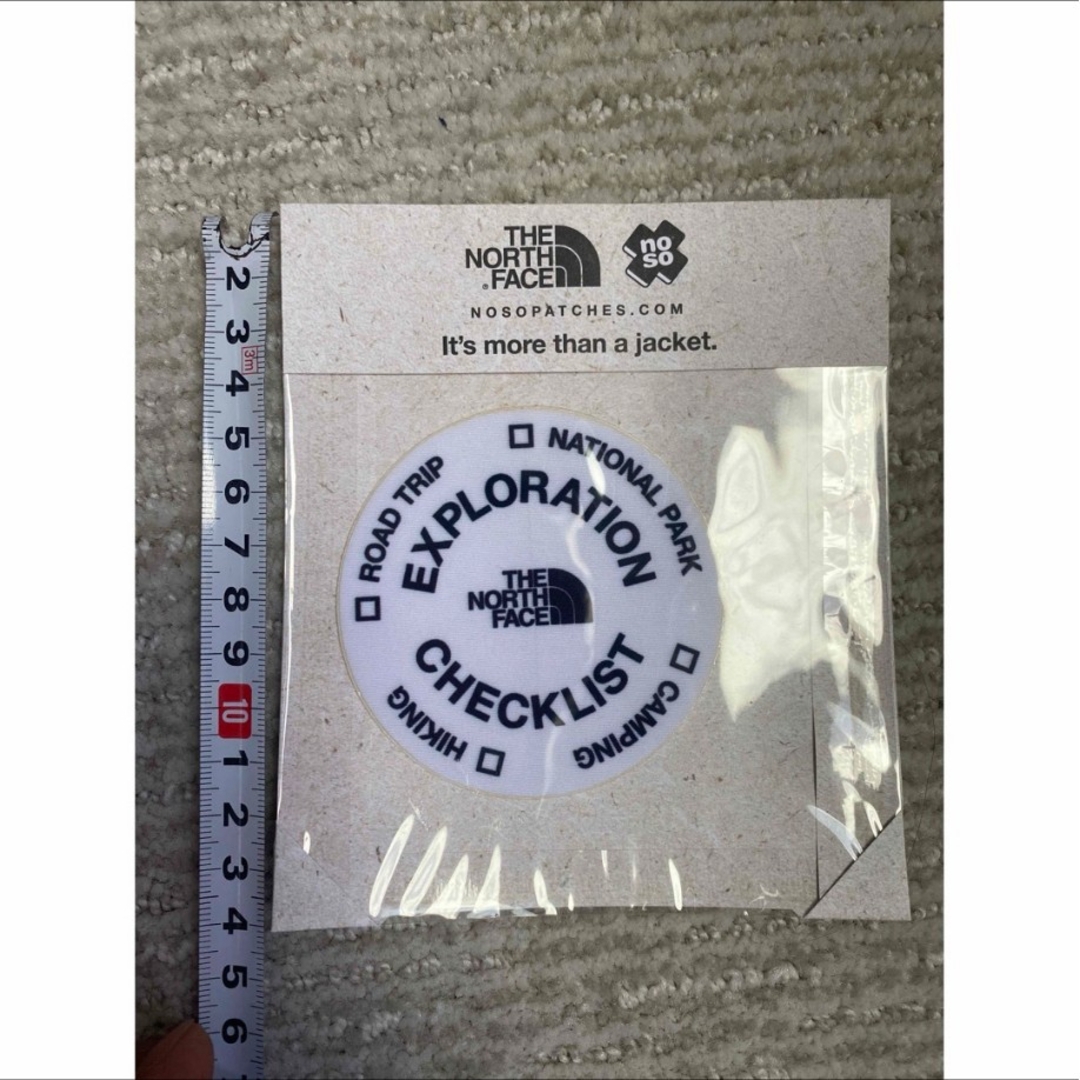 THE
NORTH
FACE
no
so
NOSOPATCHES.COM
It's more than a jacket.
□ NATIONAL PARK
□ ROAD TRIP
EXPLORATION
THE
NORTH
FACE
CHECKLIST
□ CAMPING
□ HIKING
2
3
3m
4
5
6
7
8
9
10
1
2
3
4
5
6